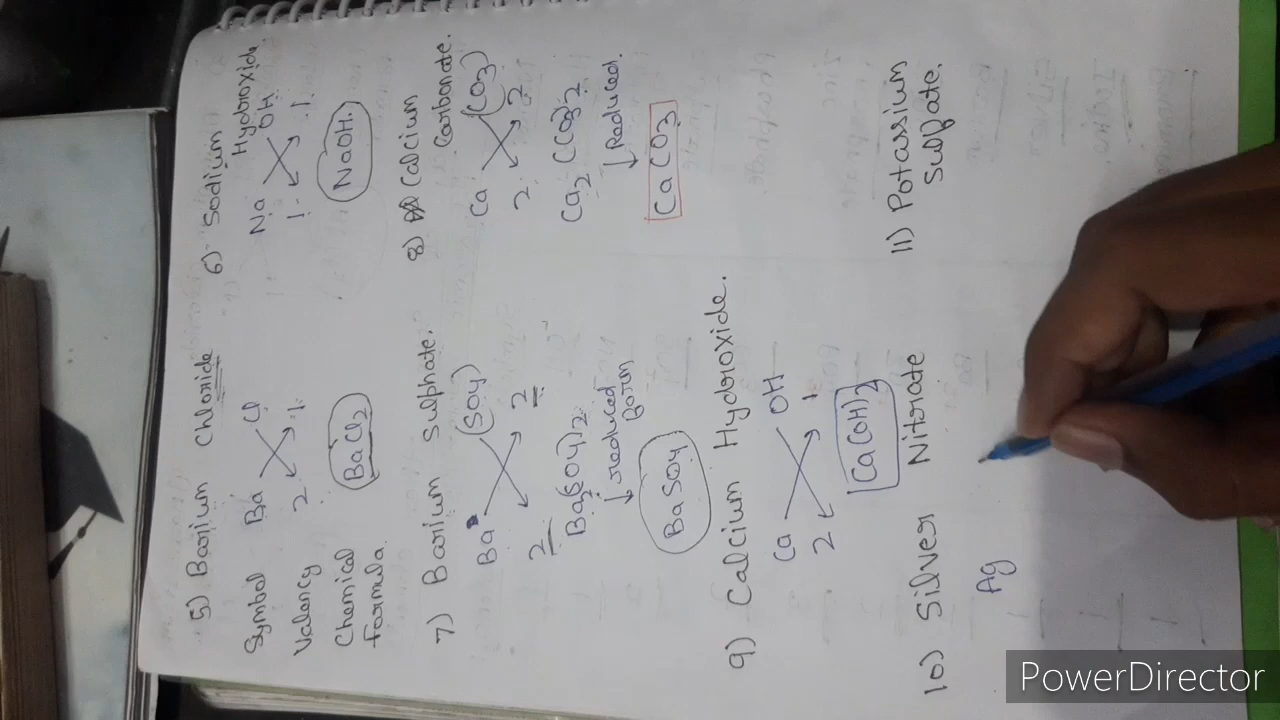 5) Barium Chloride
Symbol Ba Cl
Valency 2 1.
Chemical BaCl2
formula.
6) Sodium
Hydroxide.
Na OH
1 1.
NaOH.
7) Barium Sulphate.
Ba (SO4)
2 2
Ba2(SO4)2
↓ reduced
form
BaSO4
8) Calcium
Carbonate.
Ca (CO3)
2 2
Ca2(CO3)2
↓ Reduced.
CaCO3
9) Calcium Hydroxide.
Ca OH
2 1
Ca(OH)2
10) Silver Nitrate
Ag
11) Potassium
Sulfate.
PowerDirector